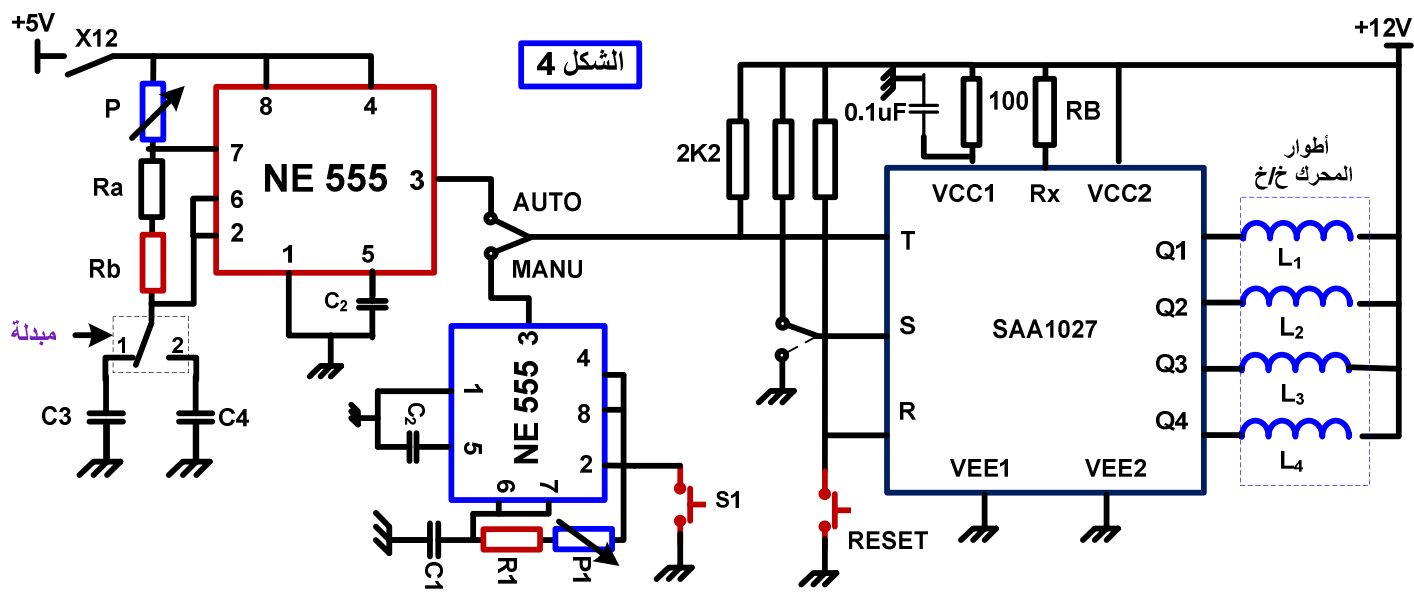 +5V
X12
الشكل 4
+12V
P
8
4
7
Ra
NE 555
3
6
2
Rb
1
5
C2
AUTO
MANU
مبدلة
1
2
C3
C4
3
4
1
NE 555
8
C2
5
2
6
7
S1
C1
R1
P1
2K2
0.1uF
100
RB
VCC1
Rx
VCC2
أطوار
المحرك خ/خ
T
Q1
L1
S
SAA1027
Q2
L2
Q3
L3
R
Q4
L4
VEE1
VEE2
RESET